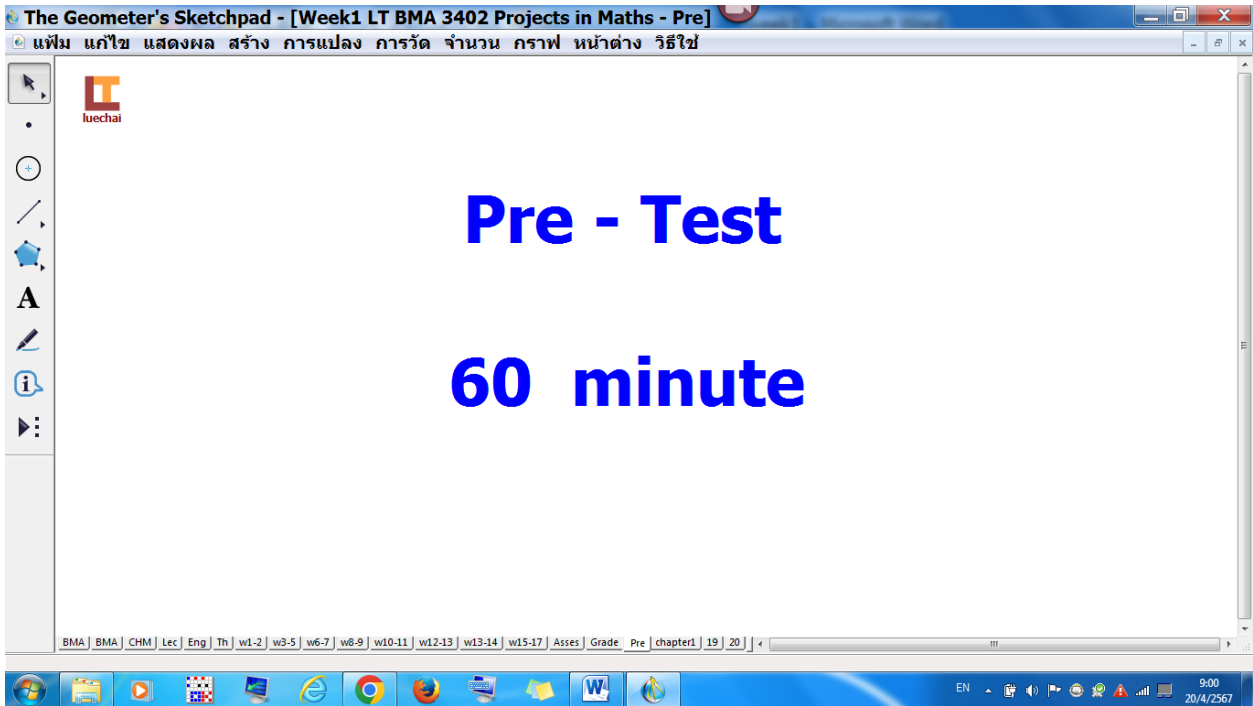 The Geometer's Sketchpad - [Week1 LT BMA 3402 Projects in Maths - Pre]
แฟ้ม แก้ไข แสดงผล สร้าง การแปลง การวัด จำนวน กราฟ หน้าต่าง วิธีใช้
LT
luechai
Pre - Test
A
60 minute
BMA BMA CHM Lec Eng Th w1-2 w3-5 w6-7 w8-9 w10-11 w12-13 w13-14 w15-17 Asses Grade Pre chapter1 19 20
EN 9:00
20/4/2567